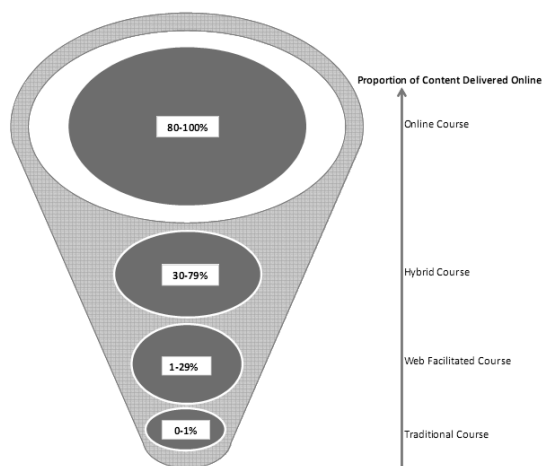 Proportion of Content Delivered Online
80-100%
Online Course
30-79%
Hybrid Course
1-29%
Web Facilitated Course
0-1%
Traditional Course